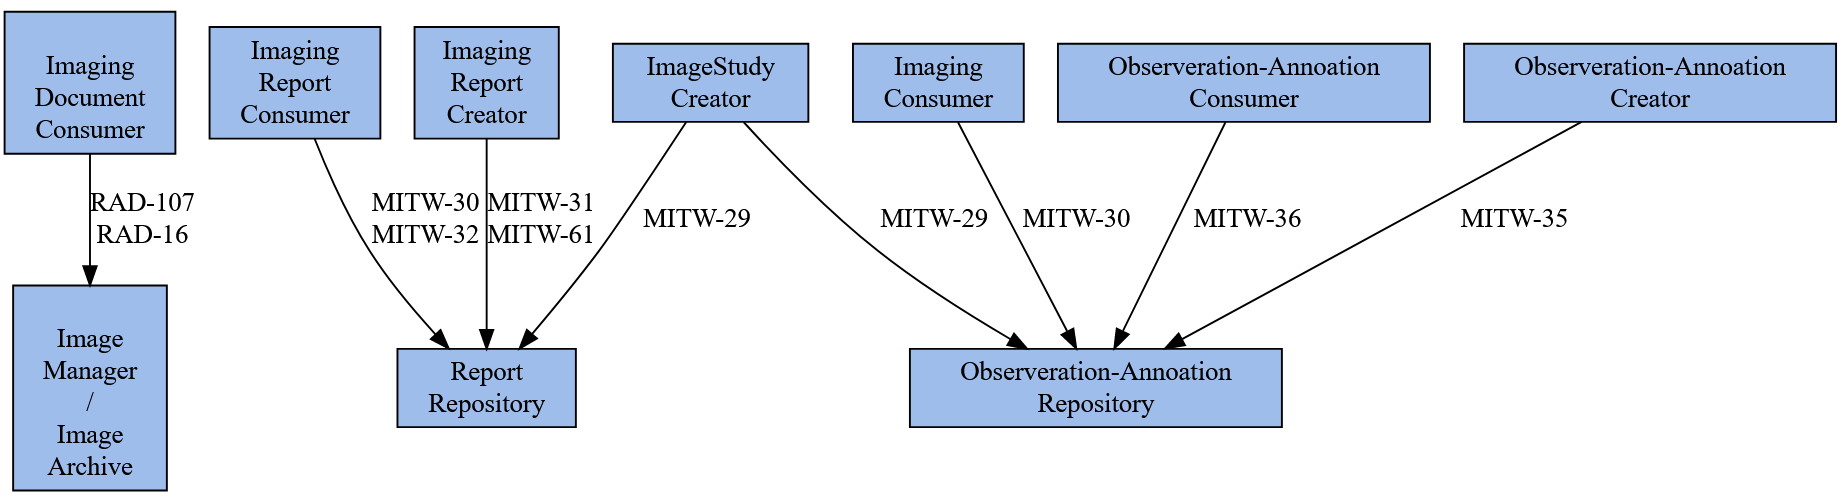 Imaging
Document
Consumer
Imaging
Report
Consumer
Imaging
Report
Creator
ImageStudy
Creator
Imaging
Consumer
Observeration-Annoation
Consumer
Observeration-Annoation
Creator
RAD-107
RAD-16
MITW-30
MITW-32
MITW-31
MITW-61
MITW-29
MITW-29
MITW-30
MITW-36
MITW-35
Image
Manager
/
Image
Archive
Report
Repository
Observeration-Annoation
Repository